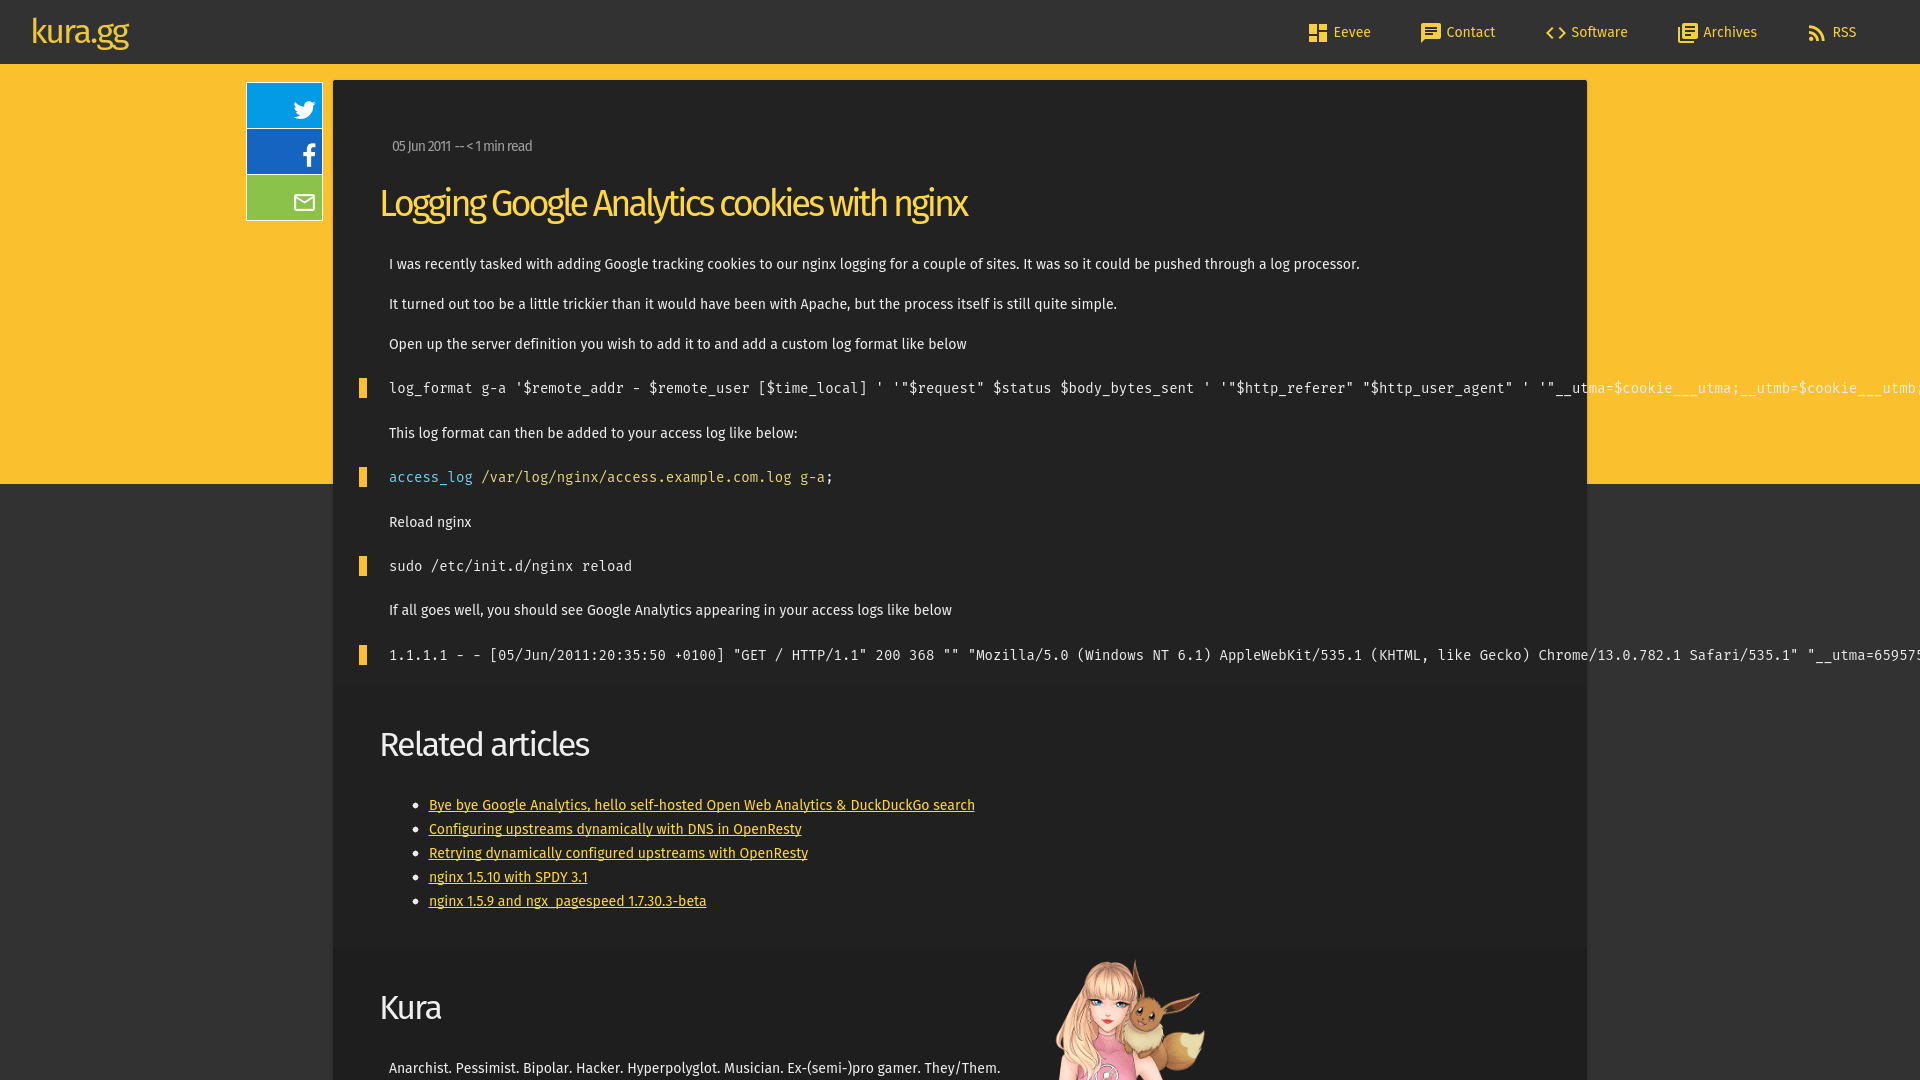 kura.gg
Eevee
Contact
Software
Archives
RSS
05 Jun 2011 -- < 1 min read
Logging Google Analytics cookies with nginx
I was recently tasked with adding Google tracking cookies to our nginx logging for a couple of sites. It was so it could be pushed through a log processor.
It turned out too be a little trickier than it would have been with Apache, but the process itself is still quite simple.
Open up the server definition you wish to add it to and add a custom log format like below
log_format g-a '$remote_addr - $remote_user [$time_local] ' '"$request" $status $body_bytes_sent ' '"$http_referer" "$http_user_agent" ' '"__utma=$cookie___utma;__utmb=$cookie___utmb;
This log format can then be added to your access log like below:
access_log /var/log/nginx/access.example.com.log g-a;
Reload nginx
sudo /etc/init.d/nginx reload
If all goes well, you should see Google Analytics appearing in your access logs like below
1.1.1.1 - - [05/Jun/2011:20:35:50 +0100] "GET / HTTP/1.1" 200 368 "" "Mozilla/5.0 (Windows NT 6.1) AppleWebKit/535.1 (KHTML, like Gecko) Chrome/13.0.782.1 Safari/535.1" "__utma=659575
Related articles
Bye bye Google Analytics, hello self-hosted Open Web Analytics & DuckDuckGo search
Configuring upstreams dynamically with DNS in OpenResty
Retrying dynamically configured upstreams with OpenResty
nginx 1.5.10 with SPDY 3.1
nginx 1.5.9 and ngx_pagespeed 1.7.30.3-beta
Kura
Anarchist. Pessimist. Bipolar. Hacker. Hyperpolyglot. Musician. Ex-(semi-)pro gamer. They/Them.